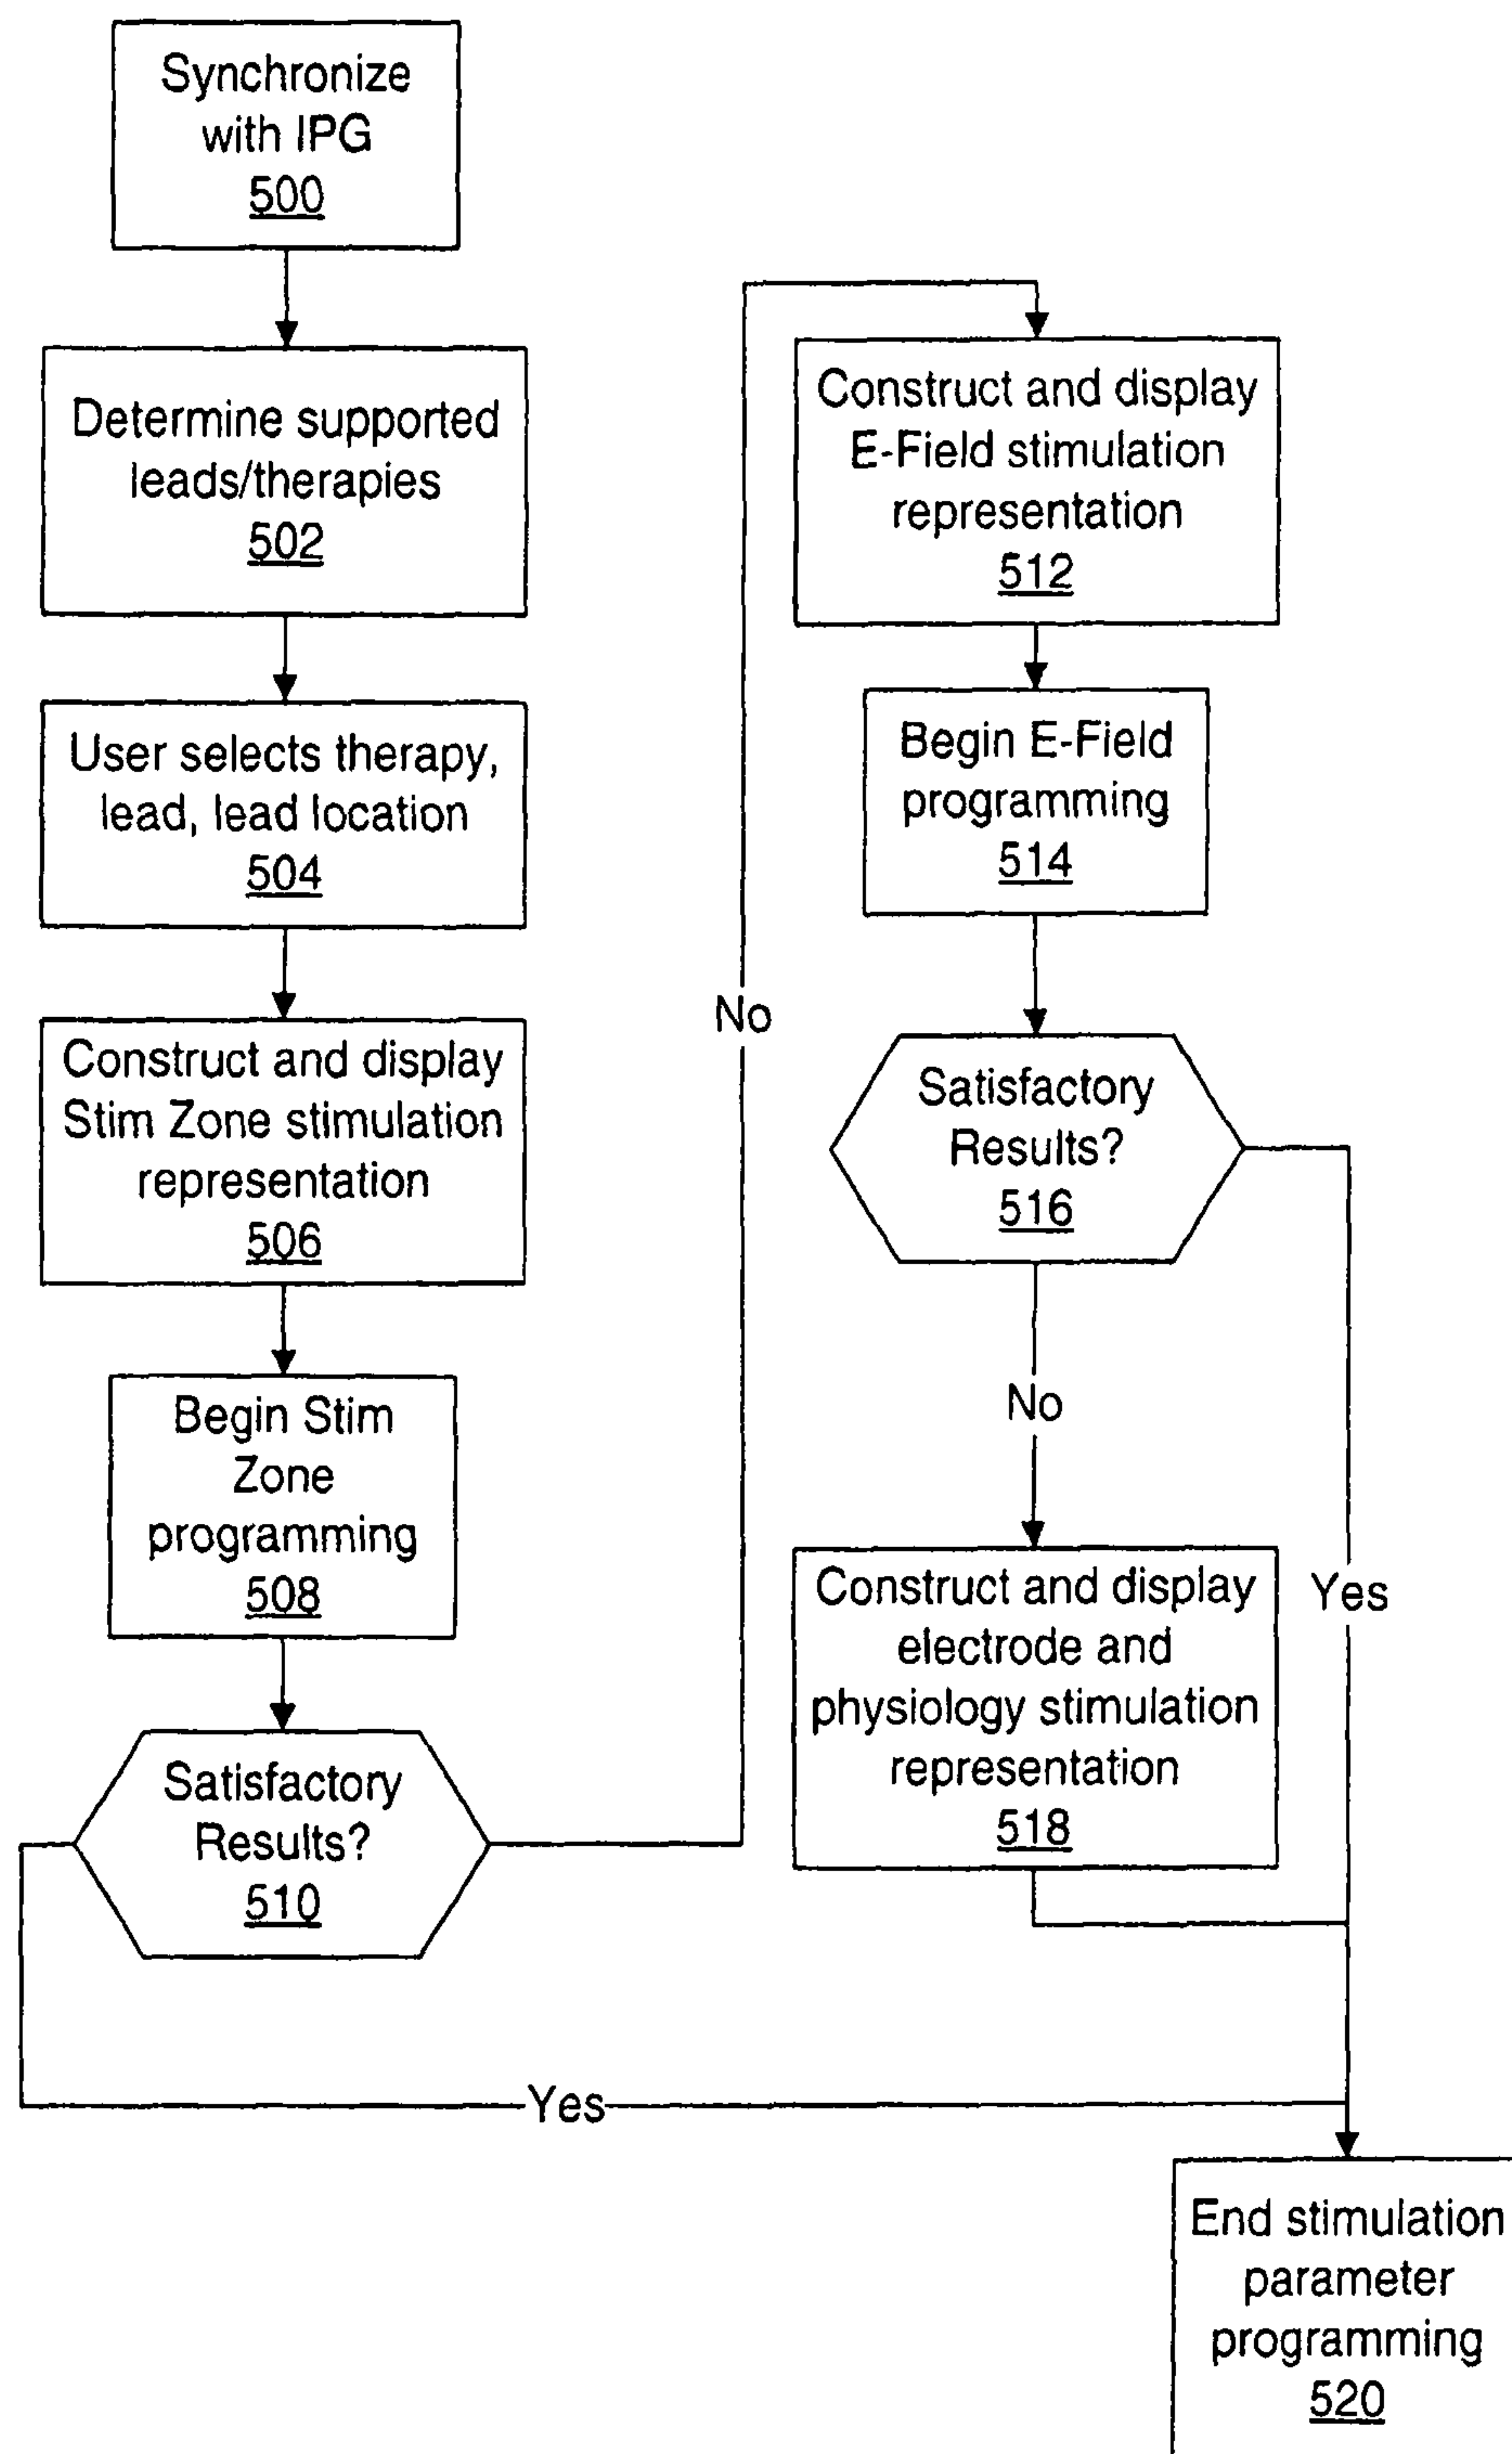 Synchronize
with IPG
500
Determine supported
leads/therapies
502
User selects therapy,
lead, lead location
504
Construct and display
Stim Zone stimulation
representation
506
Begin Stim
Zone
programming
508
Satisfactory
Results?
510
No
Yes
Construct and display
E-Field stimulation
representation
512
Begin E-Field
programming
514
Satisfactory
Results?
516
No
Yes
Construct and display
electrode and
physiology stimulation
representation
518
End stimulation
parameter
programming
520